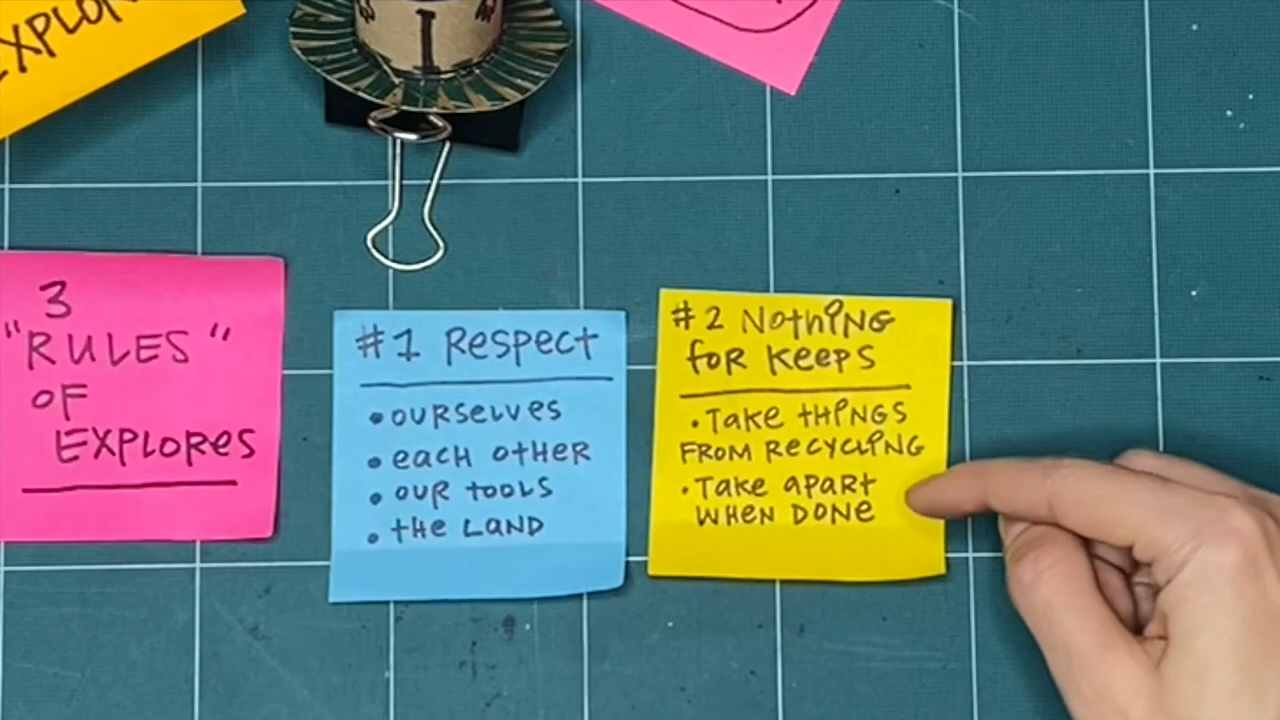 EXPLOR
I
3
"RULES"
OF
EXPLORES
#1 Respect
• OURSELVES
• EACH OTHER
• OUR TOOLS
• THE LAND
#2 NOTHING
FOR KEEPS
• TAKE THINGS
FROM RECYCLING
• TAKE APART
WHEN DONE